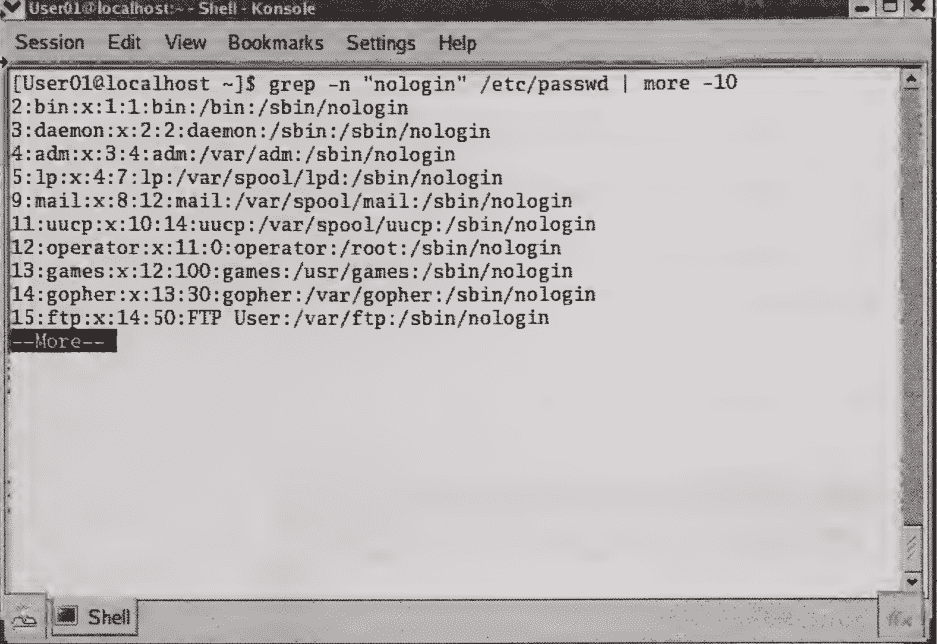 User01@localhost:~ - Shell - Konsole
Session Edit View Bookmarks Settings Help
[User01@localhost ~]$ grep -n "nologin" /etc/passwd | more -10
2:bin:x:1:1:bin:/bin:/sbin/nologin
3:daemon:x:2:2:daemon:/sbin:/sbin/nologin
4:adm:x:3:4:adm:/var/adm:/sbin/nologin
5:lp:x:4:7:lp:/var/spool/lpd:/sbin/nologin
9:mail:x:8:12:mail:/var/spool/mail:/sbin/nologin
11:uucp:x:10:14:uucp:/var/spool/uucp:/sbin/nologin
12:operator:x:11:0:operator:/root:/sbin/nologin
13:games:x:12:100:games:/usr/games:/sbin/nologin
14:gopher:x:13:30:gopher:/var/gopher:/sbin/nologin
15:ftp:x:14:50:FTP User:/var/ftp:/sbin/nologin
--More--
Shell